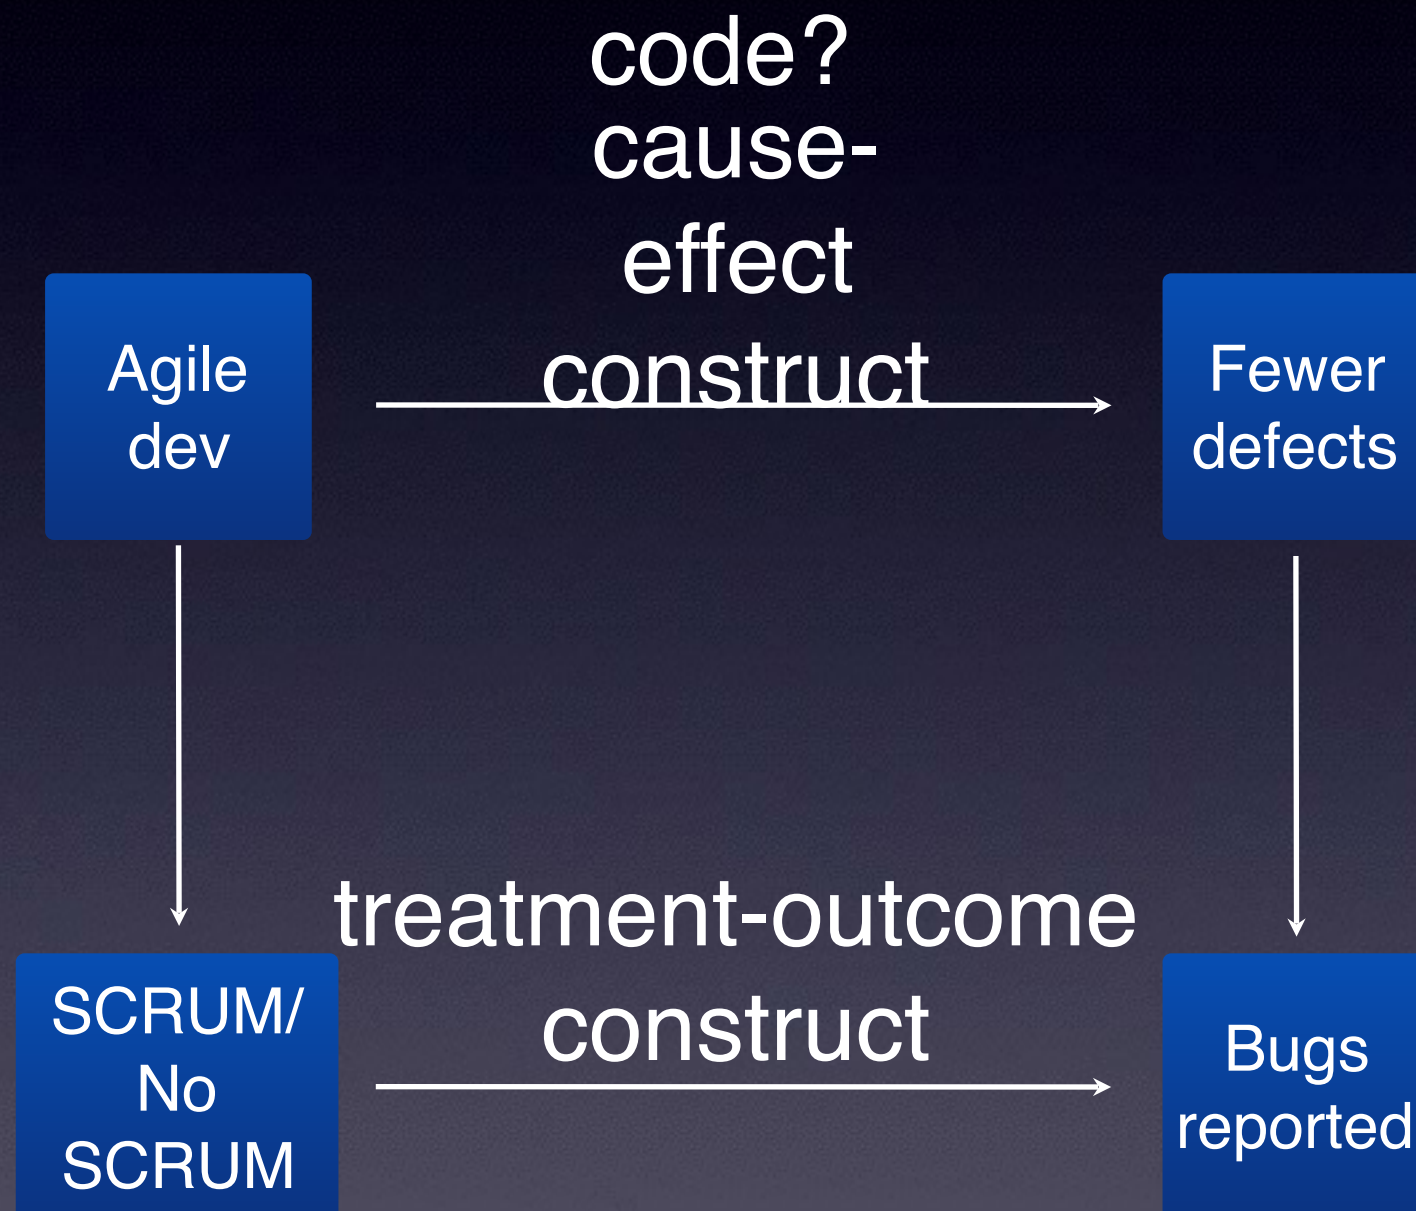 code?
cause-
effect
construct
Agile
dev
Fewer
defects
treatment-outcome
construct
SCRUM/
No
SCRUM
Bugs
reported